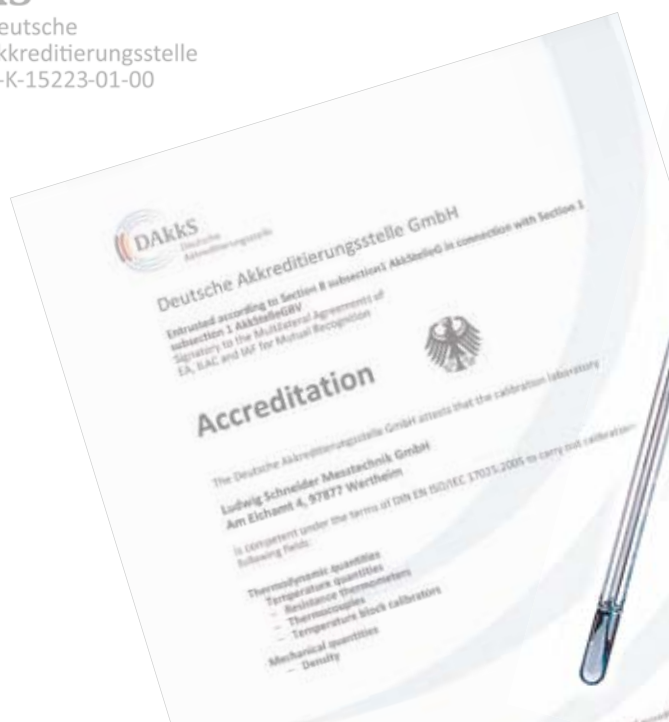 eutsche
kkreditierungsstelle
-K-15223-01-00
DAkkS
Deutsche
Akkreditierungsstelle
Deutsche Akkreditierungsstelle GmbH
Entrusted according to Section 8 subsection1 AkkStelleG in connection with Section 1
subsection 1 AkkStelleGBV
Signatory to the Multilateral Agreements of
EA, ILAC and IAF for Mutual Recognition
Accreditation
The Deutsche Akkreditierungsstelle GmbH attests that the calibration laboratory
Ludwig Schneider Messtechnik GmbH
Am Eichamt 4, 97877 Wertheim
is competent under the terms of DIN EN ISO/IEC 17025:2005 to carry out calibration
following fields:
Thermodynamic quantities
Temperature quantities
– Resistance thermometers
– Thermocouples
– Temperature block calibrators
Mechanical quantities
– Density